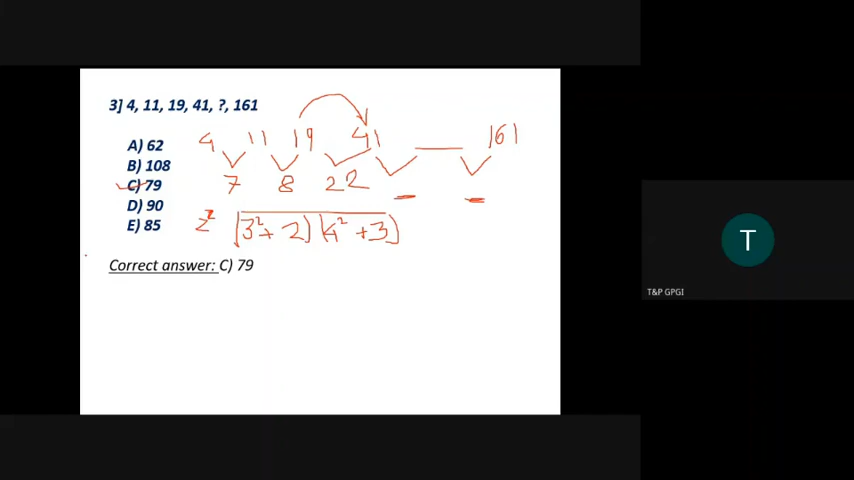 3] 4, 11, 19, 41, ?, 161
4 11 19 41 161
A) 62
B) 108
C) 79
7 8 22
D) 90
E) 85
2² (3²+ 2) (4² +3)
Correct answer: C) 79
T
T&P GPGI